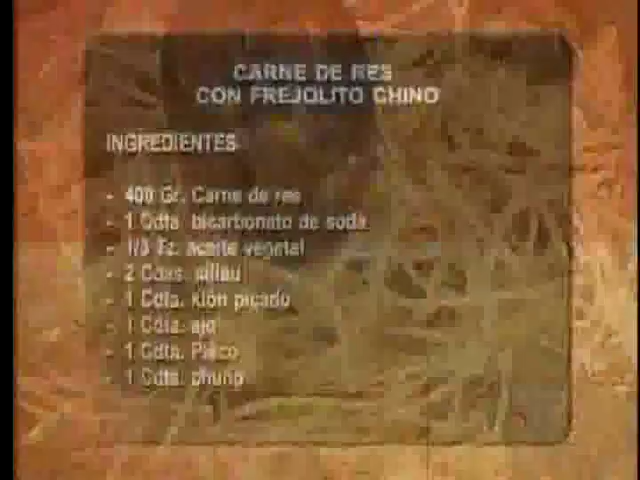 CARNE DE RES
CON FREJOLITO CHINO
INGREDIENTES
- 400 Gr. Carne de res
- 1 Cdta. bicarbonato de soda
- 1/3 Tz. aceite vegetal
- 2 Cdas. sillau
- 1 Cdta. kion picado
- 1 Cdta. ajo
- 1 Cdta. Pisco
- 1 Cdta. chuño